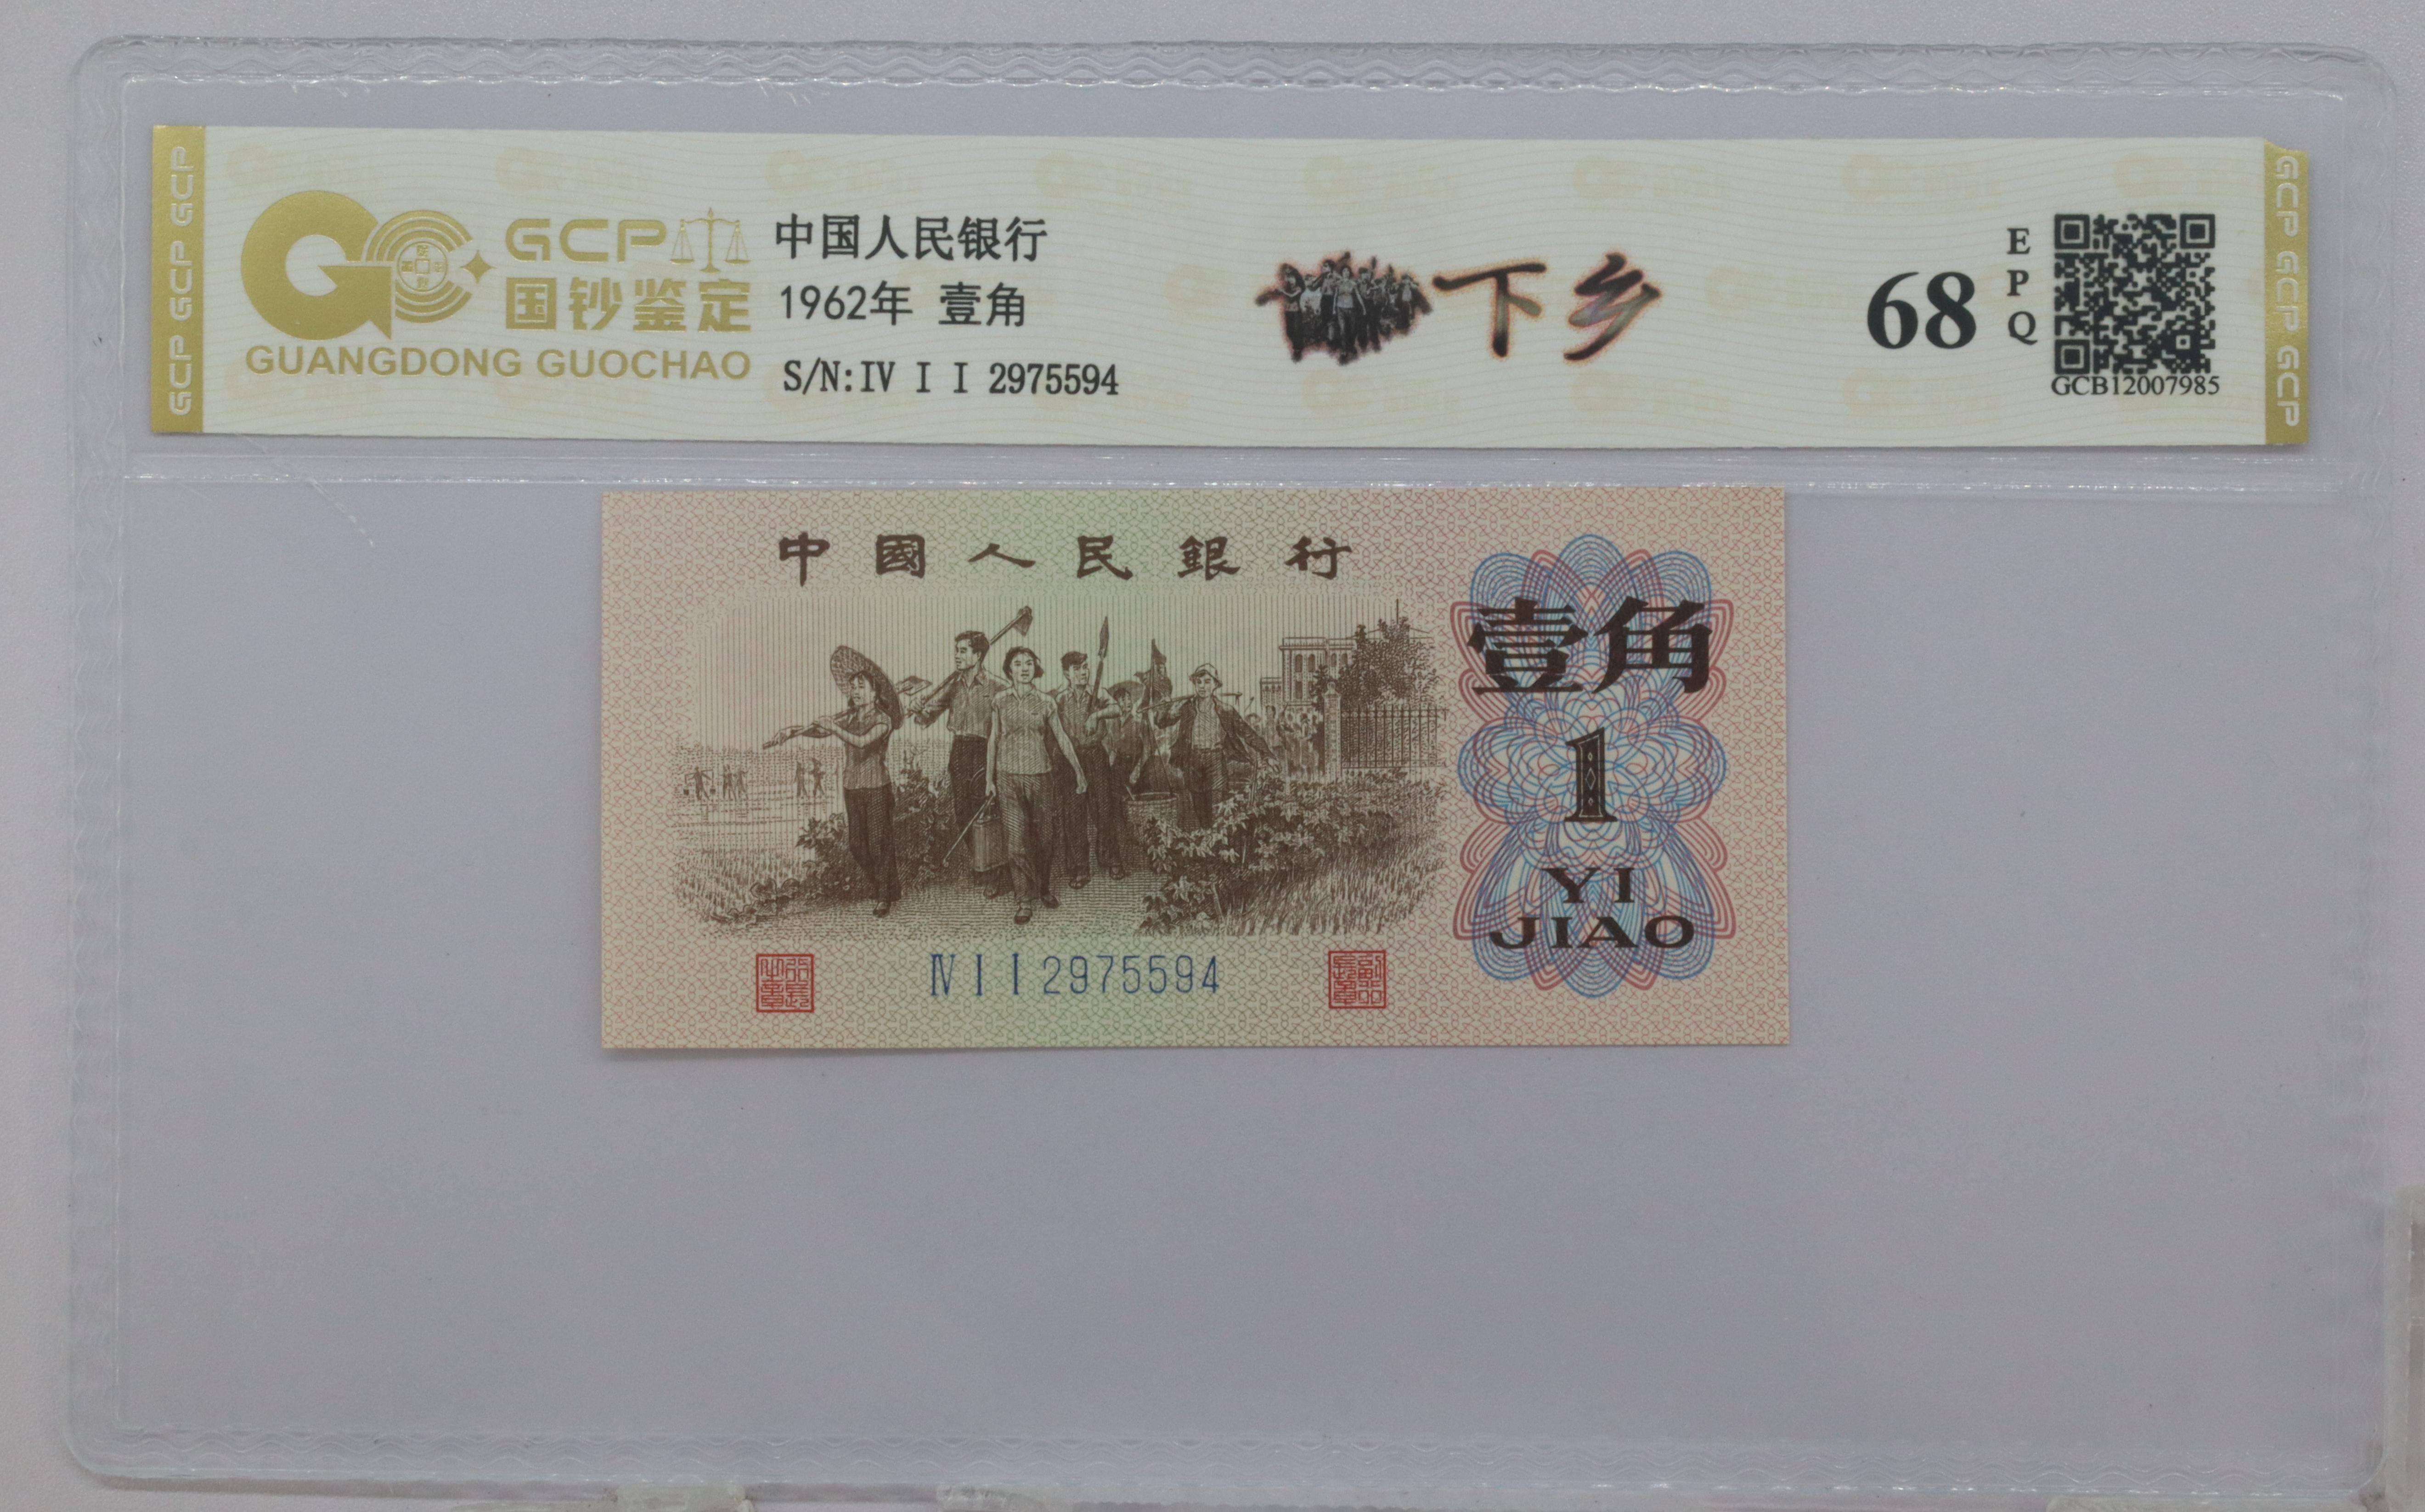 GCP GCP GCP
GCP
国钞鉴定
GUANGDONG GUOCHAO
中国人民银行
1962年 壹角
S/N:IV I I 2975594
下乡
68
EPQ
GCB12007985
GCP GCP GCP
中國人民銀行
壹角
1
YI
JIAO
IV I I 2975594